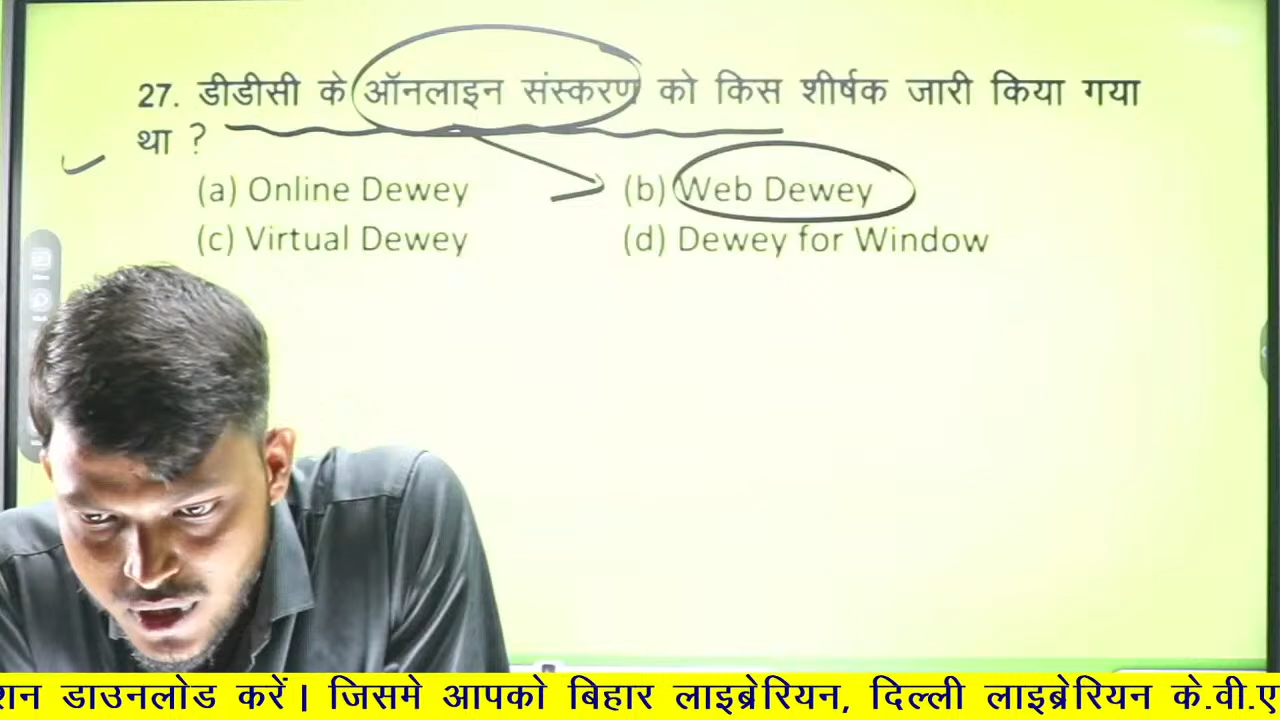 27. डीडीसी के ऑनलाइन संस्करण को किस शीर्षक जारी किया गया
था ?
(a) Online Dewey (b) Web Dewey
(c) Virtual Dewey (d) Dewey for Window
डाउनलोड करें। जिसमे आपको बिहार लाइब्रेरियन, दिल्ली लाइब्रेरियन के.वी.ए